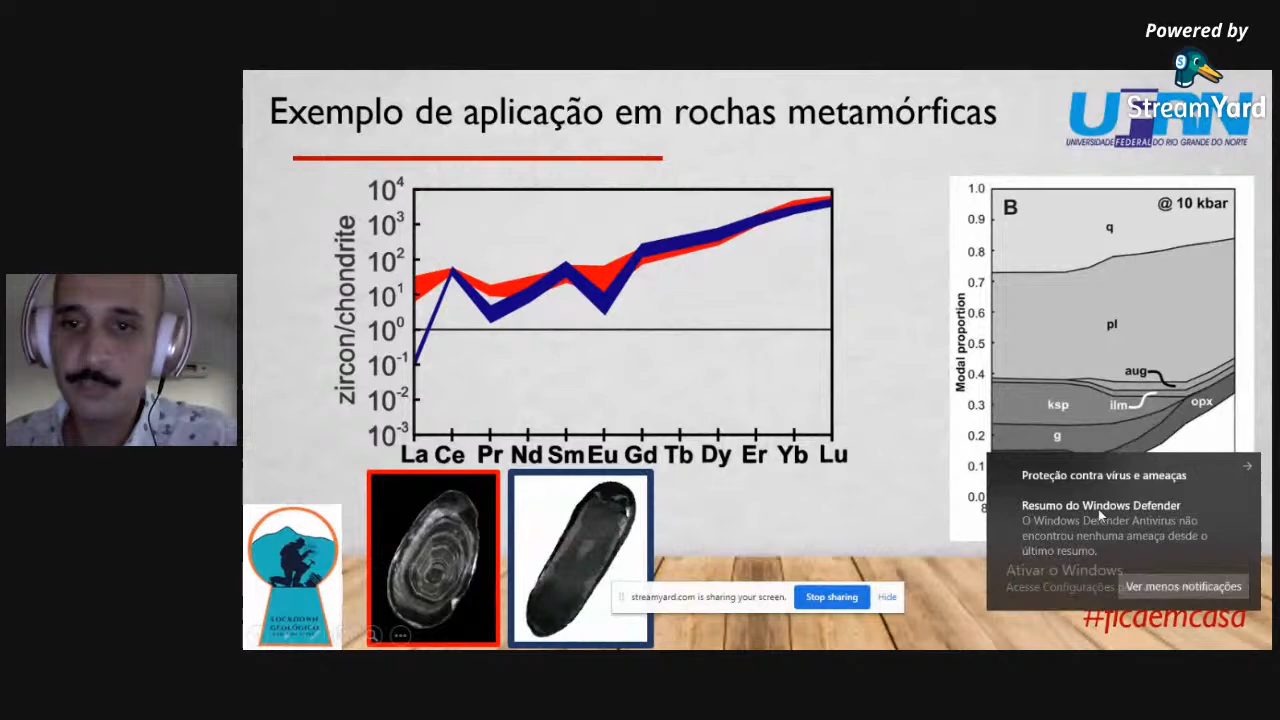 Powered by
StreamYard
Exemplo de aplicação em rochas metamórficas
UFRN
UNIVERSIDADE FEDERAL DO RIO GRANDE DO NORTE
zircon/chondrite
10⁴
10³
10²
10¹
10⁰
10⁻¹
10⁻²
10⁻³
La Ce Pr Nd Sm Eu Gd Tb Dy Er Yb Lu
B
@ 10 kbar
Modal proportion
1.0
0.9
0.8
0.7
0.6
0.5
0.4
0.3
0.2
0.1
0.0
8
q
pl
aug
ksp
ilm
opx
g
Proteção contra vírus e ameaças
Resumo do Windows Defender
O Windows Defender Antivirus não
encontrou nenhuma ameaça desde o
último resumo.
Ativar o Windows
Acesse Configurações
Ver menos notificações
streamyard.com is sharing your screen.
Stop sharing
Hide
LOCKDOWN
GEOLÓGICO
#ficaemcasa